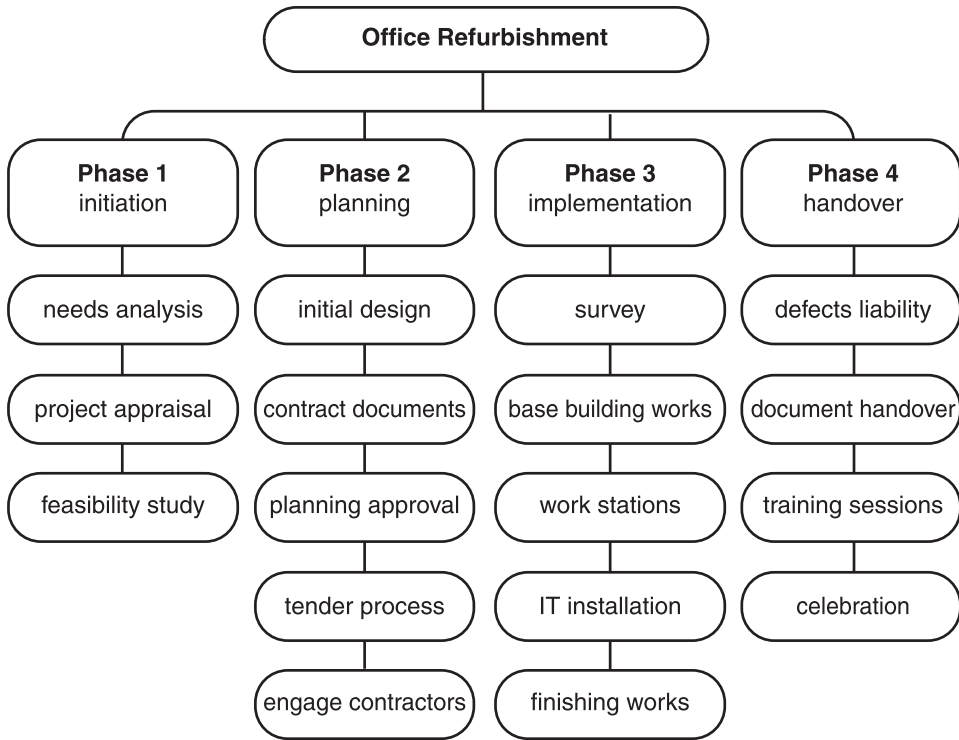 Office Refurbishment
Phase 1
initiation
needs analysis
project appraisal
feasibility study
Phase 2
planning
initial design
contract documents
planning approval
tender process
engage contractors
Phase 3
implementation
survey
base building works
work stations
IT installation
finishing works
Phase 4
handover
defects liability
document handover
training sessions
celebration